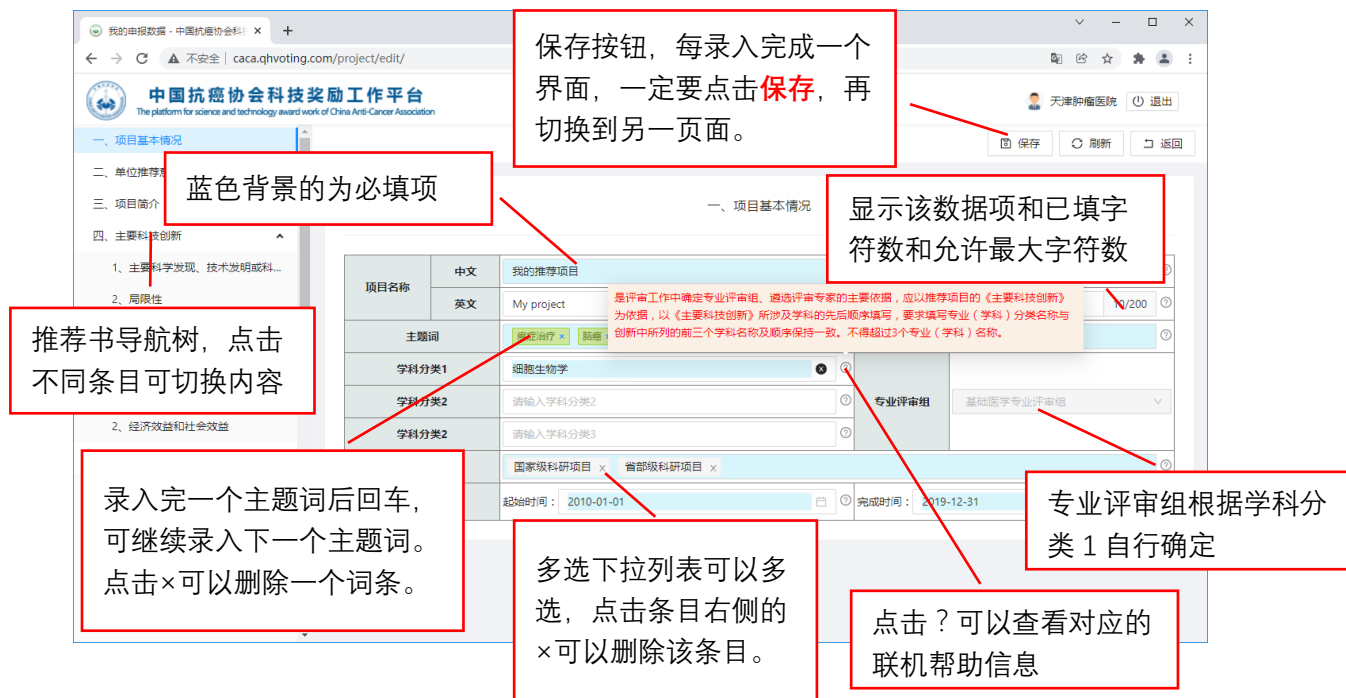 我的申报数据 - 中国抗癌协会科
不安全 | caca.qhvoting.com/project/edit/
中国抗癌协会科技奖励工作平台
The platform for science and technology award work of China Anti-Cancer Association
天津肿瘤医院
退出
保存按钮，每录入完成一个
界面，一定要点击保存，再
切换到另一页面。
保存
刷新
返回
一、项目基本情况
二、单位推荐意
三、项目简介
四、主要科技创新
1、主要科学发现、技术发明或科...
2、局限性
推荐书导航树，点击
不同条目可切换内容
2、经济效益和社会效益
蓝色背景的为必填项
一、项目基本情况
显示该数据项和已填字
符数和允许最大字符数
项目名称
中文
我的推荐项目
英文
My project
10/200
是评审工作中确定专业评审组、遴选评审专家的主要依据，应以推荐项目的《主要科技创新》
为依据，以《主要科技创新》所涉及学科的先后顺序填写，要求填写专业（学科）分类名称与
创新中所列的前三个学科名称及顺序保持一致。不得超过3个专业（学科）名称。
主题词
癌症治疗 ×
脑癌
学科分类1
细胞生物学
学科分类2
请输入学科分类2
专业评审组
基础医学专业评审组
学科分类2
请输入学科分类3
国家级科研项目 x
省部级科研项目 x
起始时间：
2010-01-01
完成时间：
2019-12-31
录入完一个主题词后回车，
可继续录入下一个主题词。
点击×可以删除一个词条。
多选下拉列表可以多
选，点击条目右侧的
×可以删除该条目。
专业评审组根据学科分
类1自行确定
点击？可以查看对应的
联机帮助信息